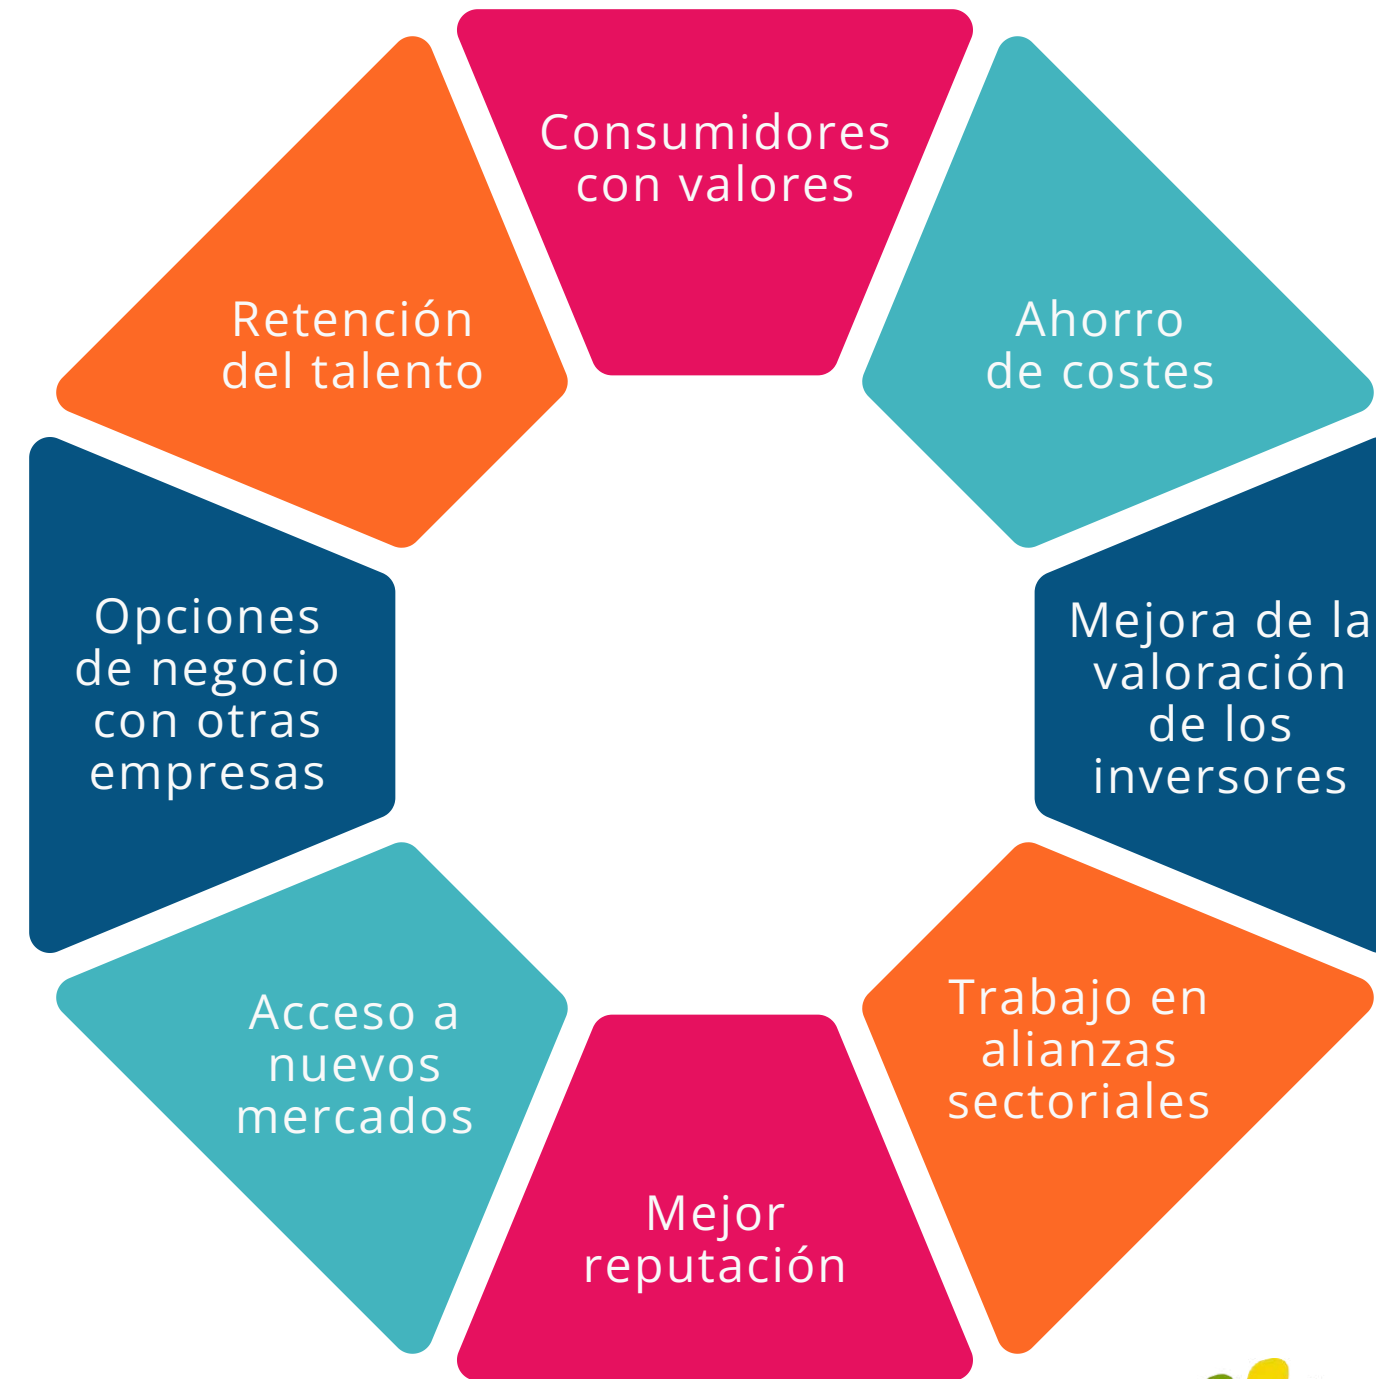 Consumidores
con valores
Ahorro
de costes
Mejora de la
valoración
de los
inversores
Trabajo en
alianzas
sectoriales
Mejor
reputación
Acceso a
nuevos
mercados
Opciones
de negocio
con otras
empresas
Retención
del talento